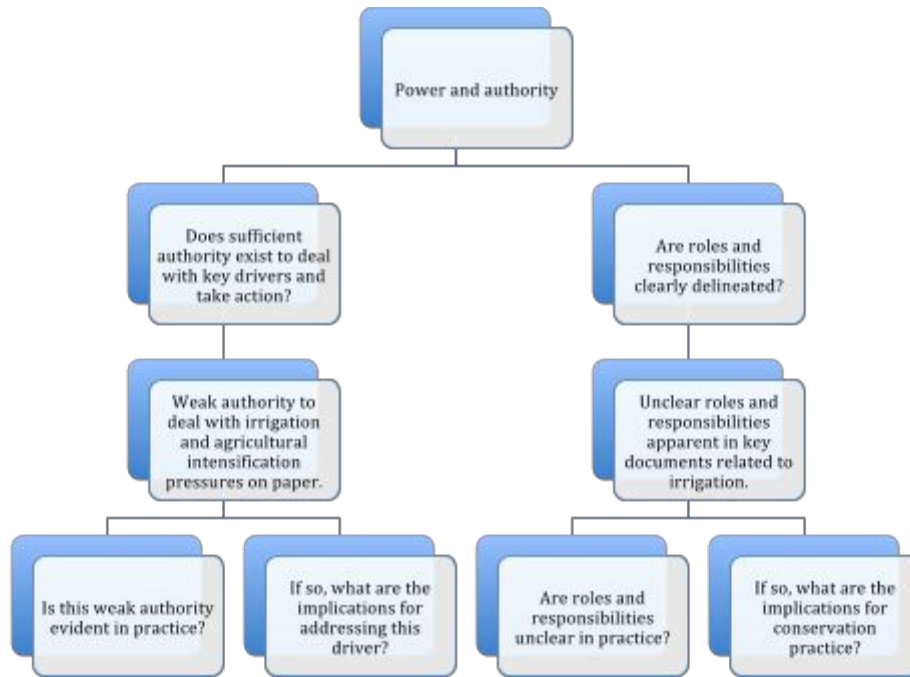 Power and authority
Does sufficient
authority exist to deal
with key drivers and
take action?
Are roles and
responsibilities
clearly delineated?
Weak authority to
deal with irrigation
and agricultural
intensification
pressures on paper.
Unclear roles and
responsibilities
apparent in key
documents related to
irrigation.
Is this weak authority
evident in practice?
If so, what are the
implications for
addressing this
driver?
Are roles and
responsibilities
unclear in practice?
If so, what are the
implications for
conservation
practice?